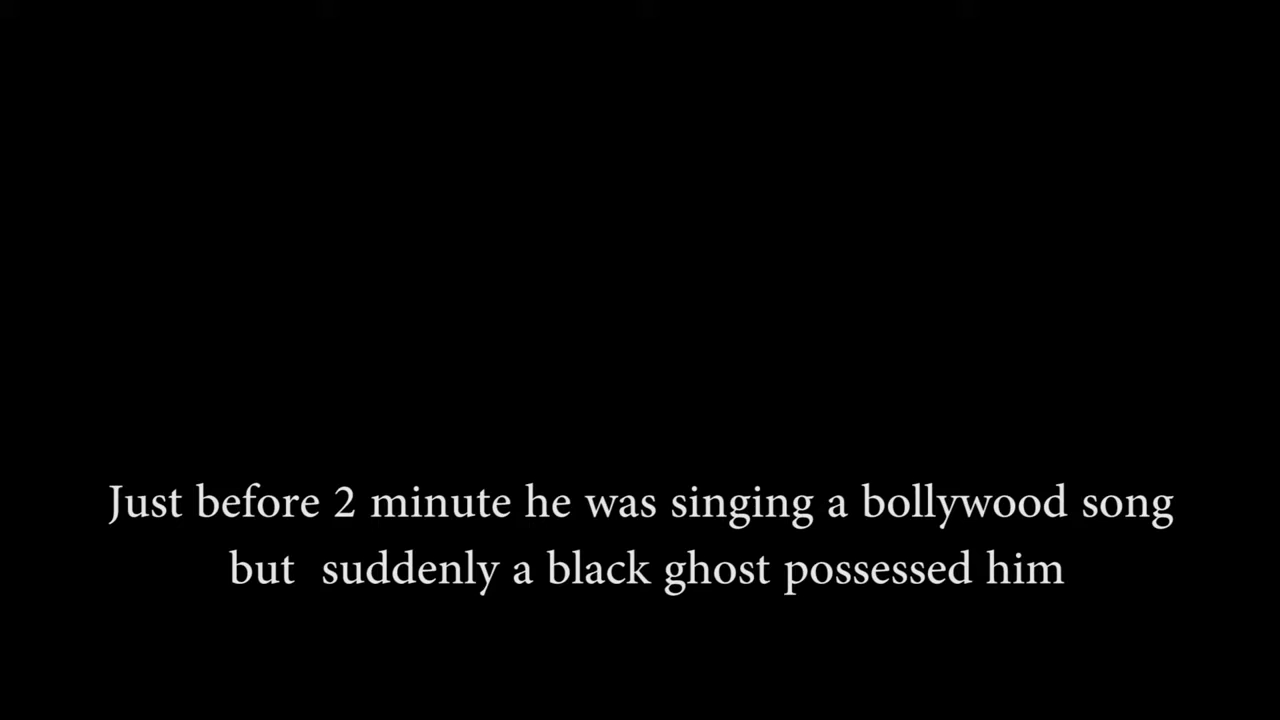 Just before 2 minute he was singing a bollywood song
but  suddenly a black ghost possessed him